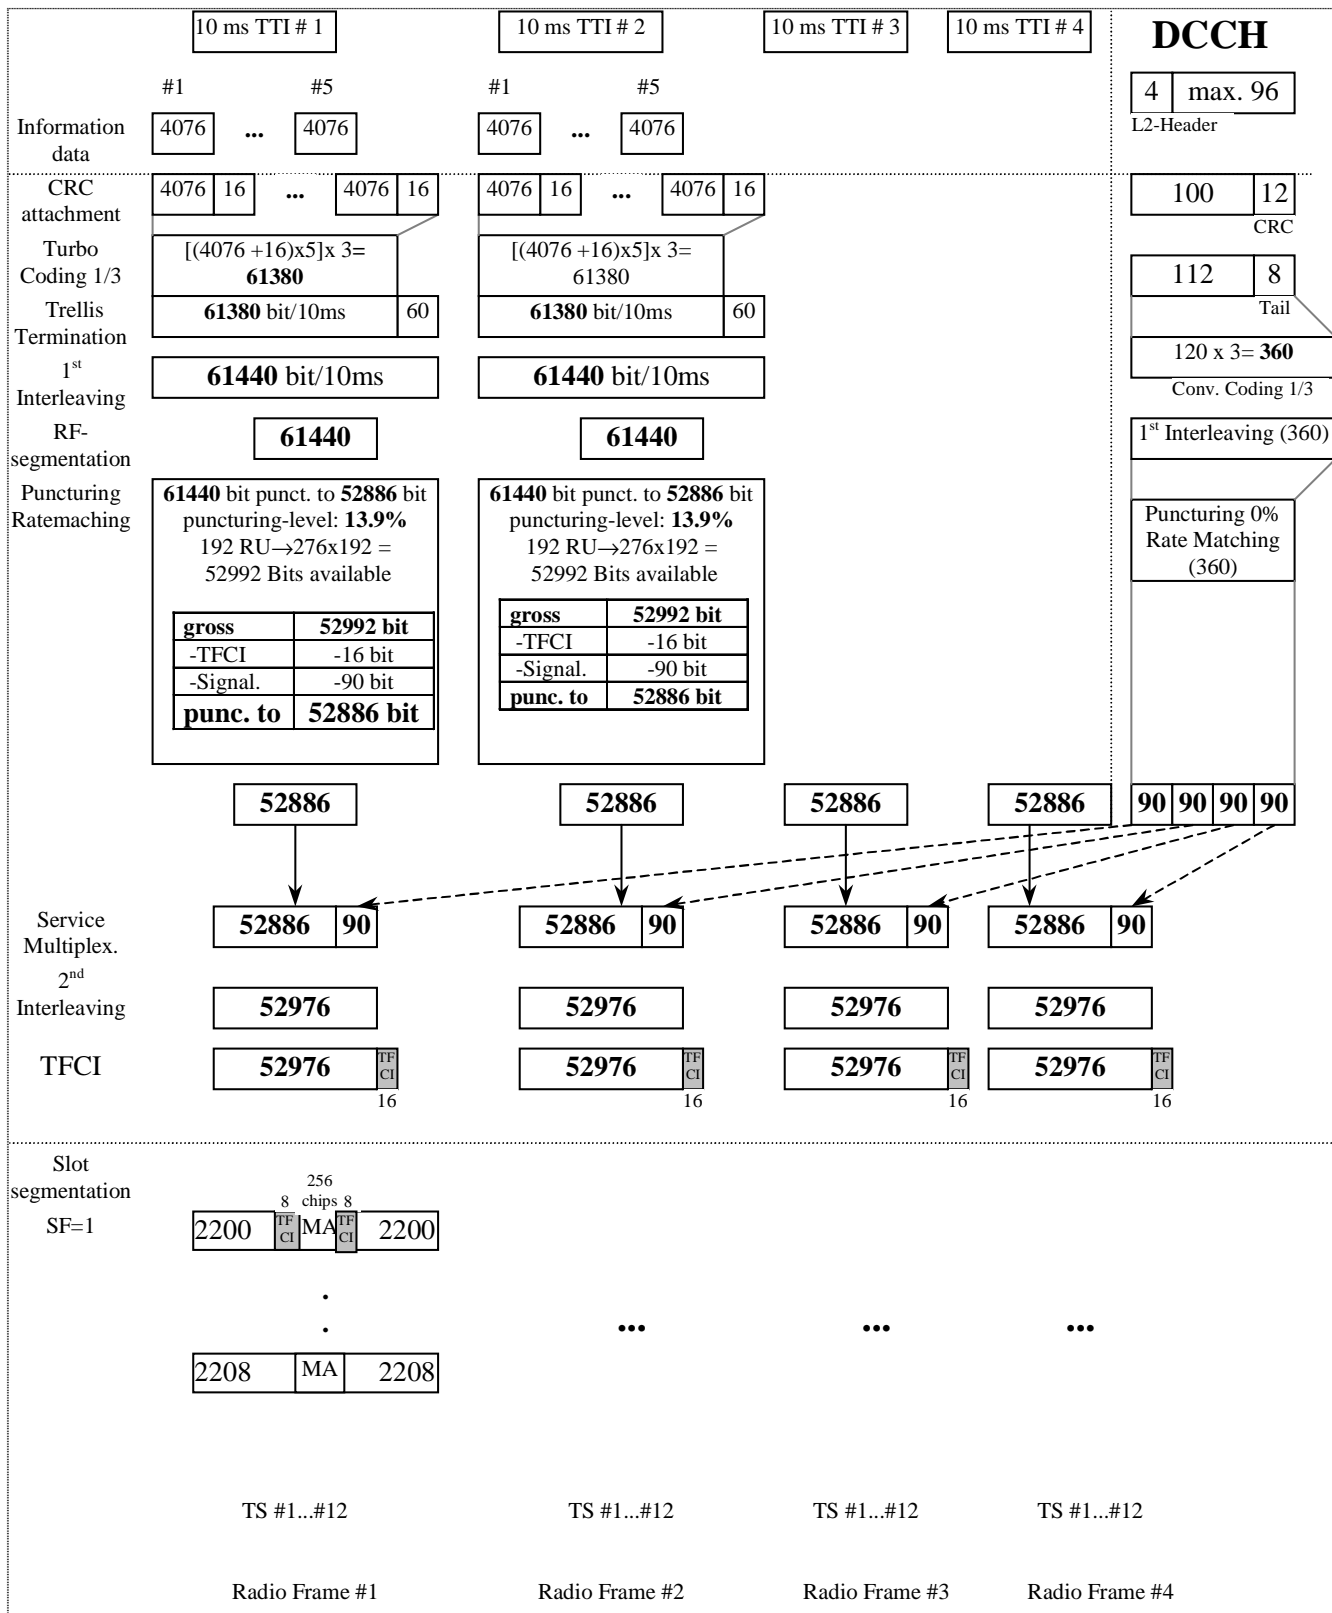 10 ms TTI # 1
10 ms TTI # 2
10 ms TTI # 3
10 ms TTI # 4
DCCH
#1 #5
#1 #5
4 max. 96
L2-Header
Information
data
4076 ... 4076
4076 ... 4076
CRC
attachment
4076 16 ... 4076 16
4076 16 ... 4076 16
100 12
CRC
Turbo
Coding 1/3
[(4076 +16)x5]x 3=
61380
[(4076 +16)x5]x 3=
61380
112 8
Tail
Trellis
Termination
61380 bit/10ms 60
61380 bit/10ms 60
120 x 3= 360
Conv. Coding 1/3
1st
Interleaving
61440 bit/10ms
61440 bit/10ms
RF-
segmentation
61440
61440
1st Interleaving (360)
Puncturing
Ratemaching
61440 bit punct. to 52886 bit
puncturing-level: 13.9%
192 RU→276x192 =
52992 Bits available
gross 52992 bit
-TFCI -16 bit
-Signal. -90 bit
punc. to 52886 bit
61440 bit punct. to 52886 bit
puncturing-level: 13.9%
192 RU→276x192 =
52992 Bits available
gross 52992 bit
-TFCI -16 bit
-Signal. -90 bit
punc. to 52886 bit
Puncturing 0%
Rate Matching
(360)
52886
52886
52886
52886
90 90 90 90
Service
Multiplex.
52886 90
52886 90
52886 90
52886 90
2nd
Interleaving
52976
52976
52976
52976
TFCI
52976 TF
CI
16
52976 TF
CI
16
52976 TF
CI
16
52976 TF
CI
16
Slot
segmentation
SF=1
256
8 chips 8
2200 TF
CI MA TF
CI 2200
.
.
... ... ...
2208 MA 2208
TS #1...#12
TS #1...#12
TS #1...#12
TS #1...#12
Radio Frame #1
Radio Frame #2
Radio Frame #3
Radio Frame #4